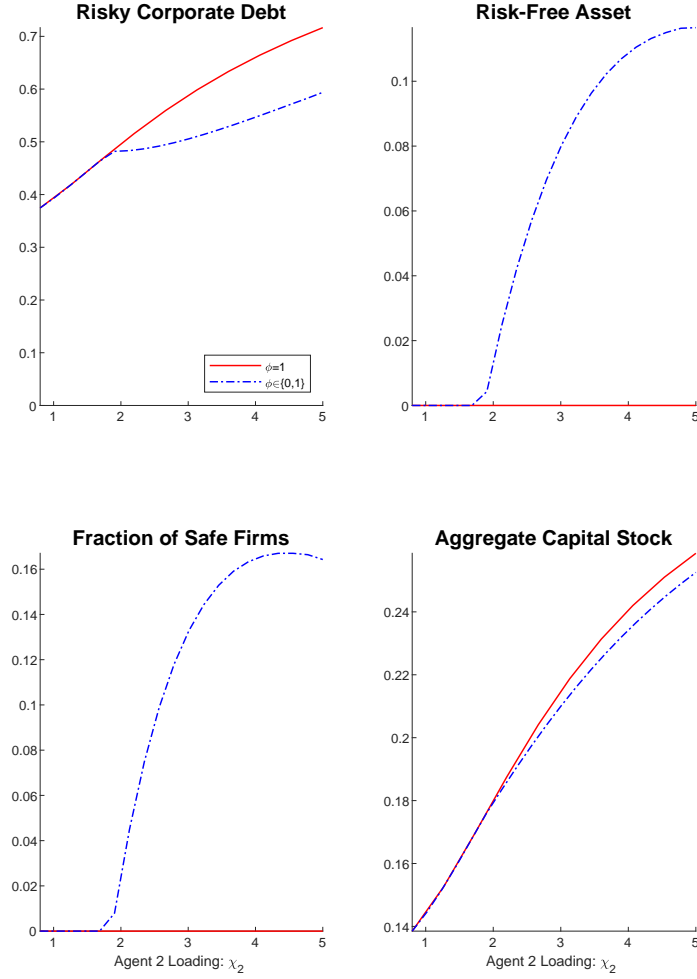 Risky Corporate Debt
0.7
0.6
0.5
0.4
0.3
0.2
0.1
0
1 2 3 4 5
ϕ=1
ϕ∈{0,1}
Risk-Free Asset
0.1
0.08
0.06
0.04
0.02
0
1 2 3 4 5
Fraction of Safe Firms
0.16
0.14
0.12
0.1
0.08
0.06
0.04
0.02
0
1 2 3 4 5
Agent 2 Loading: χ₂
Aggregate Capital Stock
0.24
0.22
0.2
0.18
0.16
0.14
1 2 3 4 5
Agent 2 Loading: χ₂